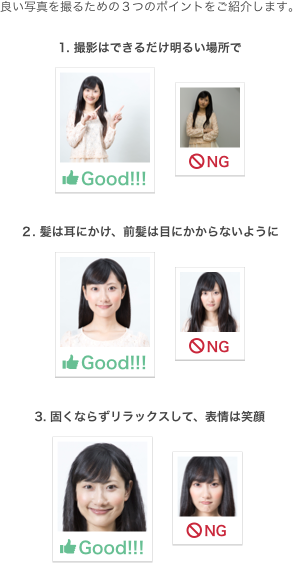 良い写真を撮るための３つのポイントをご紹介します。
1. 撮影はできるだけ明るい場所で
Good!!!
NG
2. 髪は耳にかけ、前髪は目にかからないように
Good!!!
NG
3. 固くならずリラックスして、表情は笑顔
Good!!!
NG